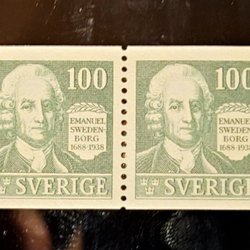 100
EMANUEL
SWEDEN-
BORG
1688-1938
SVERIGE
100
EMANUEL
SWEDEN-
BORG
1688-1938
SVERIGE